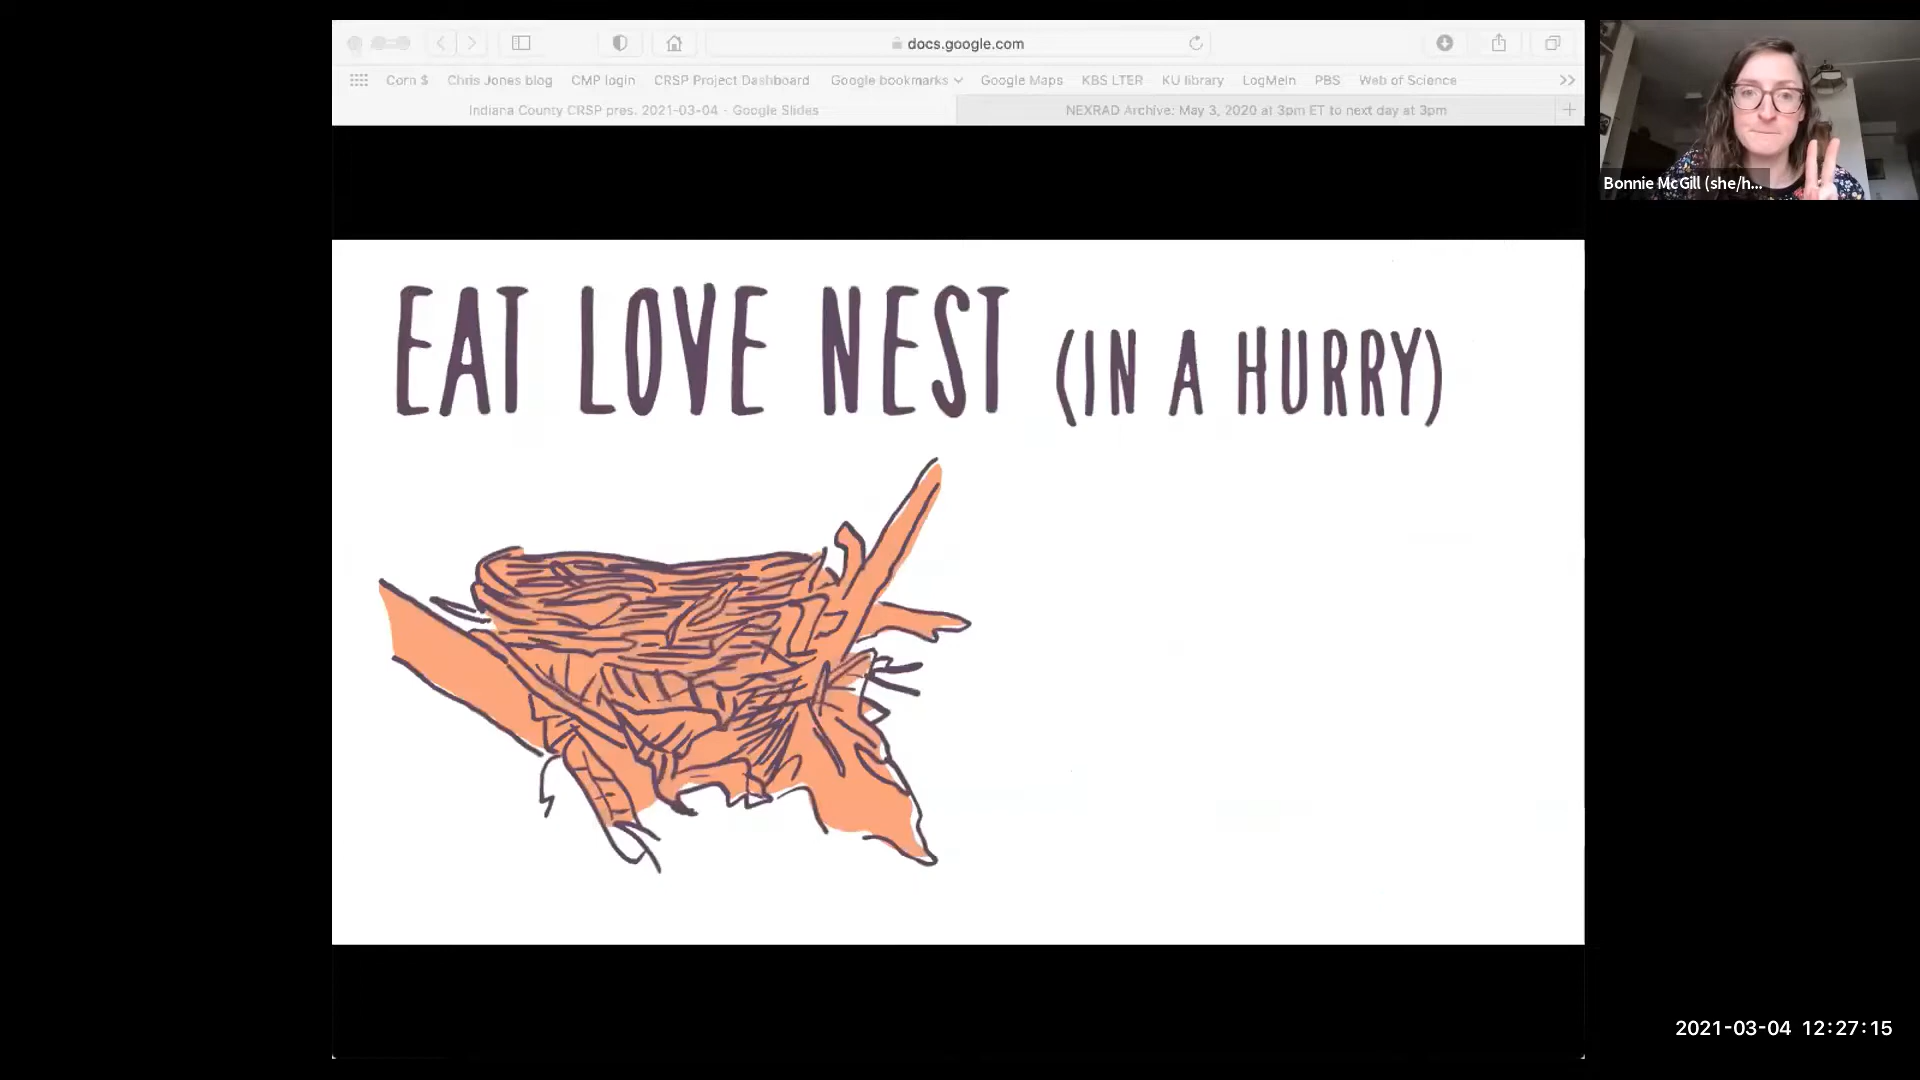 docs.google.com
Corn $ Chris Jones blog CMP login CRSP Project Dashboard Google bookmarks Google Maps KBS LTER KU library LogMeIn PBS Web of Science
Indiana County CRSP pres. 2021-03-04 - Google Slides NEXRAD Archive: May 3, 2020 at 3pm ET to next day at 3pm
Bonnie McGill (she/h...
EAT LOVE NEST (IN A HURRY)
2021-03-04 12:27:15